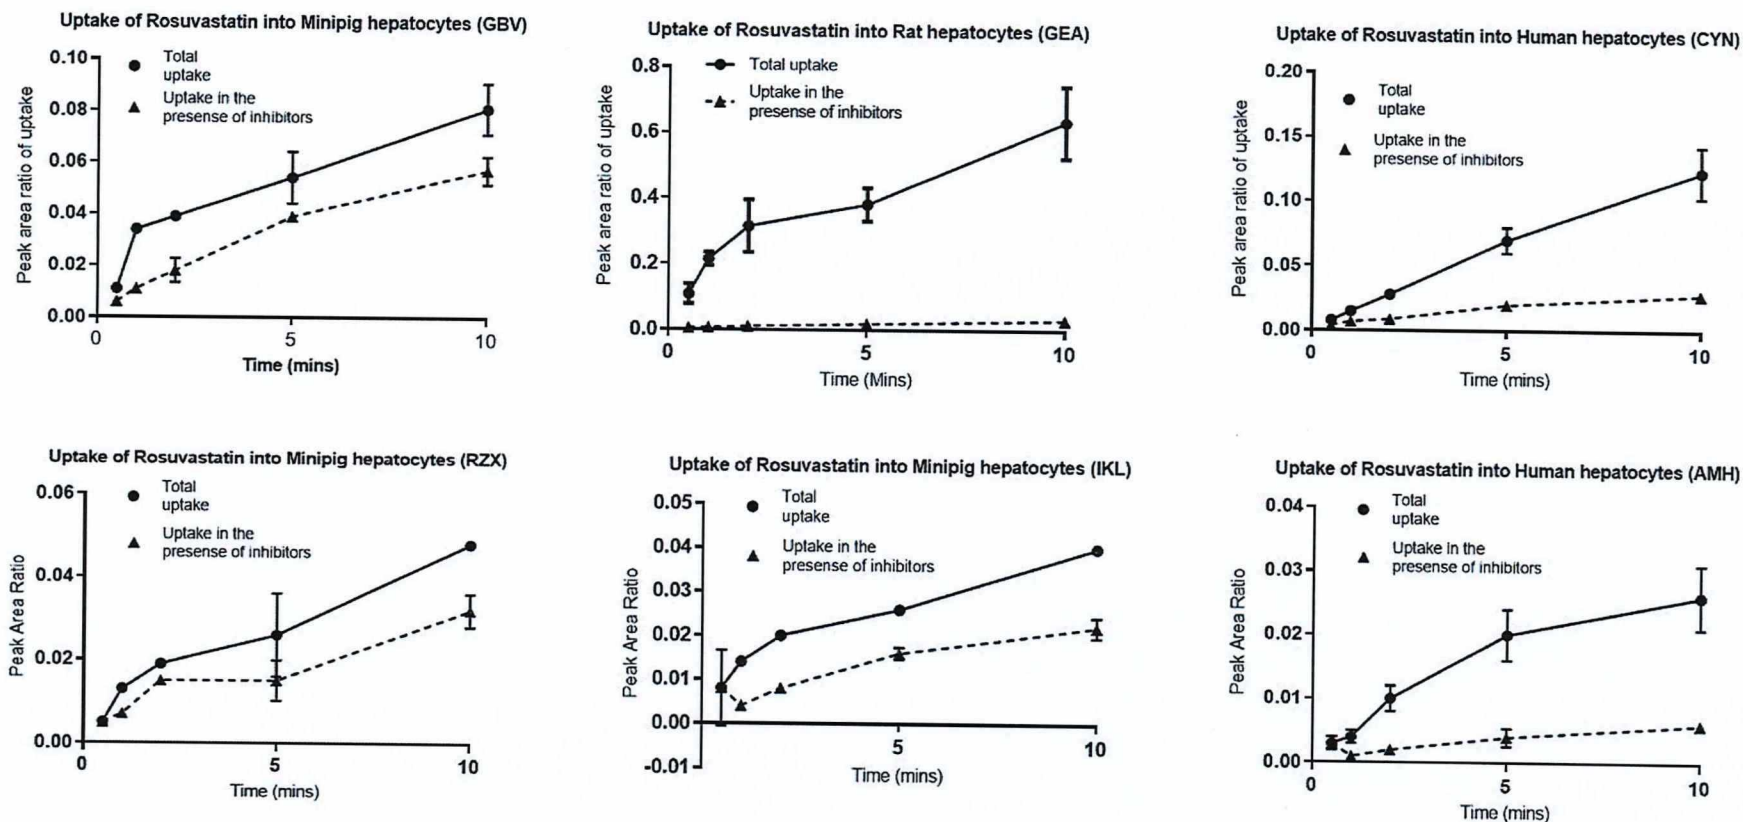 Uptake of Rosuvastatin into Minipig hepatocytes (GBV)
Total
uptake
Uptake in the
presense of inhibitors
Peak area ratio of uptake
0.10
0.08
0.06
0.04
0.02
0.00
0
5
10
Time (mins)
Uptake of Rosuvastatin into Rat hepatocytes (GEA)
Total uptake
Uptake in the
presense of inhibitors
Peak area ratio of uptake
0.8
0.6
0.4
0.2
0.0
0
5
10
Time (Mins)
Uptake of Rosuvastatin into Human hepatocytes (CYN)
Total
uptake
Uptake in the
presense of inhibitors
Peak area ratio of uptake
0.20
0.15
0.10
0.05
0.00
0
5
10
Time (mins)
Uptake of Rosuvastatin into Minipig hepatocytes (RZX)
Total
uptake
Uptake in the
presense of inhibitors
Peak Area Ratio
0.06
0.04
0.02
0.00
0
5
10
Time (mins)
Uptake of Rosuvastatin into Minipig hepatocytes (IKL)
Total
uptake
Uptake in the
presense of inhibitors
Peak Area Ratio
0.05
0.04
0.03
0.02
0.01
0.00
-0.01
5
10
Time (mins)
Uptake of Rosuvastatin into Human hepatocytes (AMH)
Total
uptake
Uptake in the
presense of inhibitors
Peak Area Ratio
0.04
0.03
0.02
0.01
0.00
0
5
10
Time (mins)